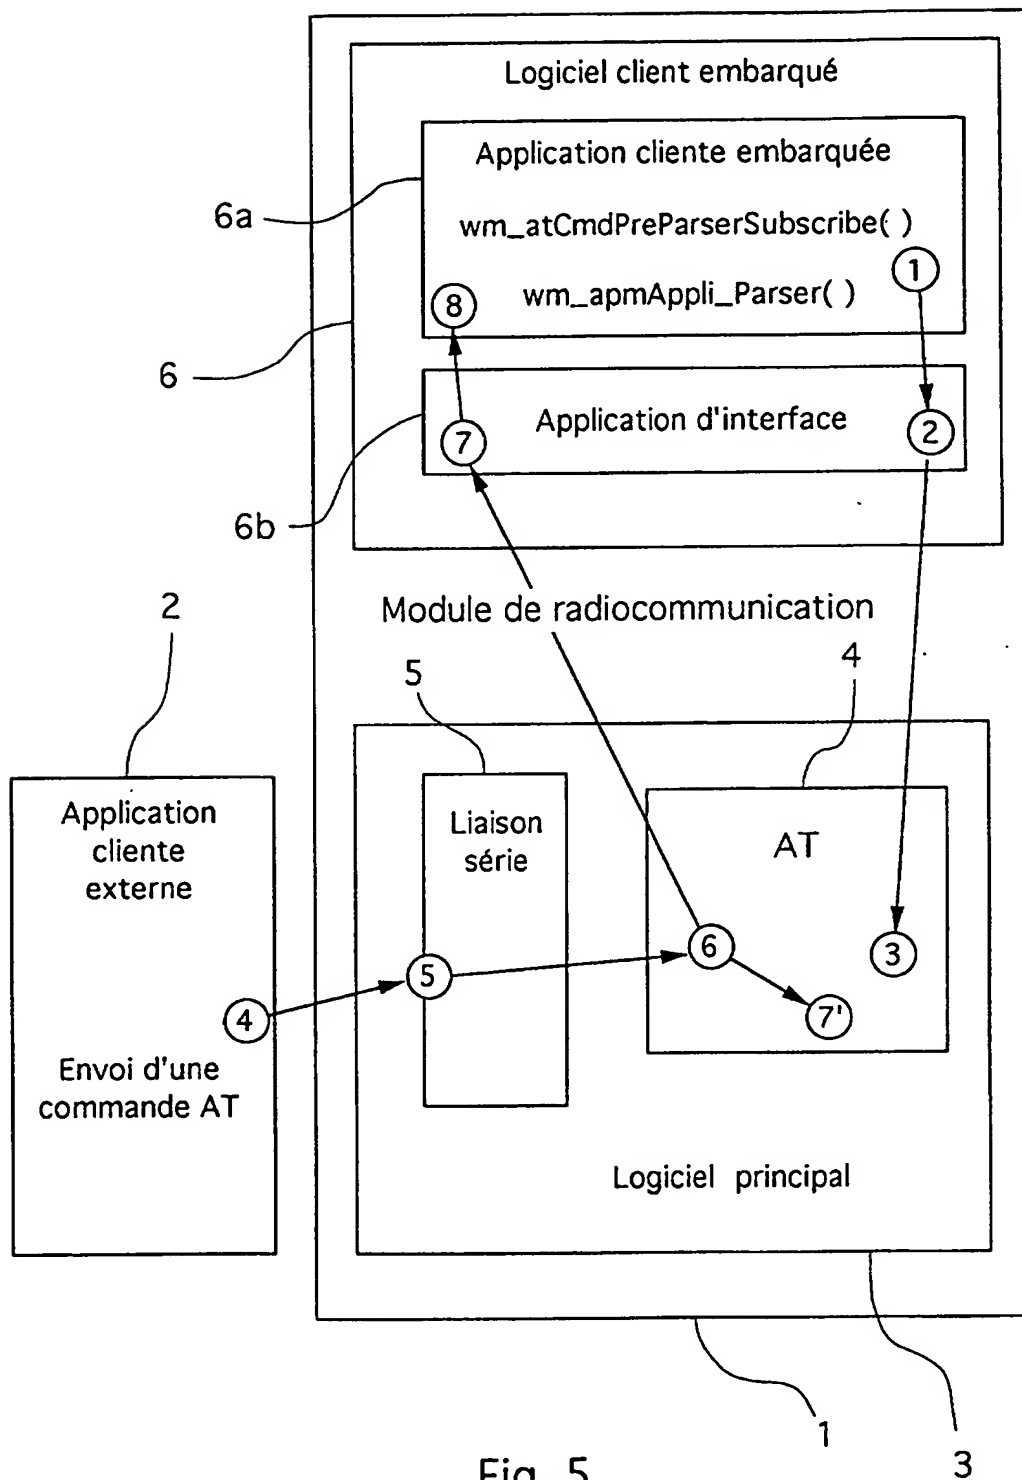 Logiciel client embarqué
Application cliente embarquée
6a
wm_atCmdPreParserSubscribe( )
1
wm_apmAppli_Parser( )
8
6
Application d'interface
7
2
6b
Module de radiocommunication
2
5
4
Application
cliente
externe
Liaison
série
AT
6
3
5
7'
4
Envoi d'une
commande AT
Logiciel principal
1
3
Fig. 5